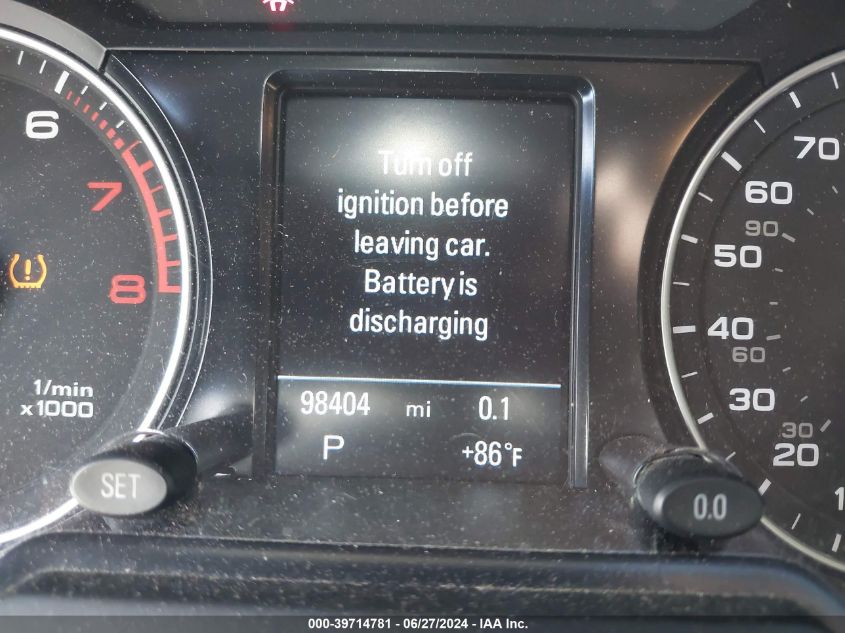 Turn off
ignition before
leaving car.
Battery is
discharging
98404 mi 0.1
P +86°F
6
7
8
1/min
x1000
SET
70
60
90
50
40
60
30
30
20
1
0.0
000-39714781 - 06/27/2024 - IAA Inc.